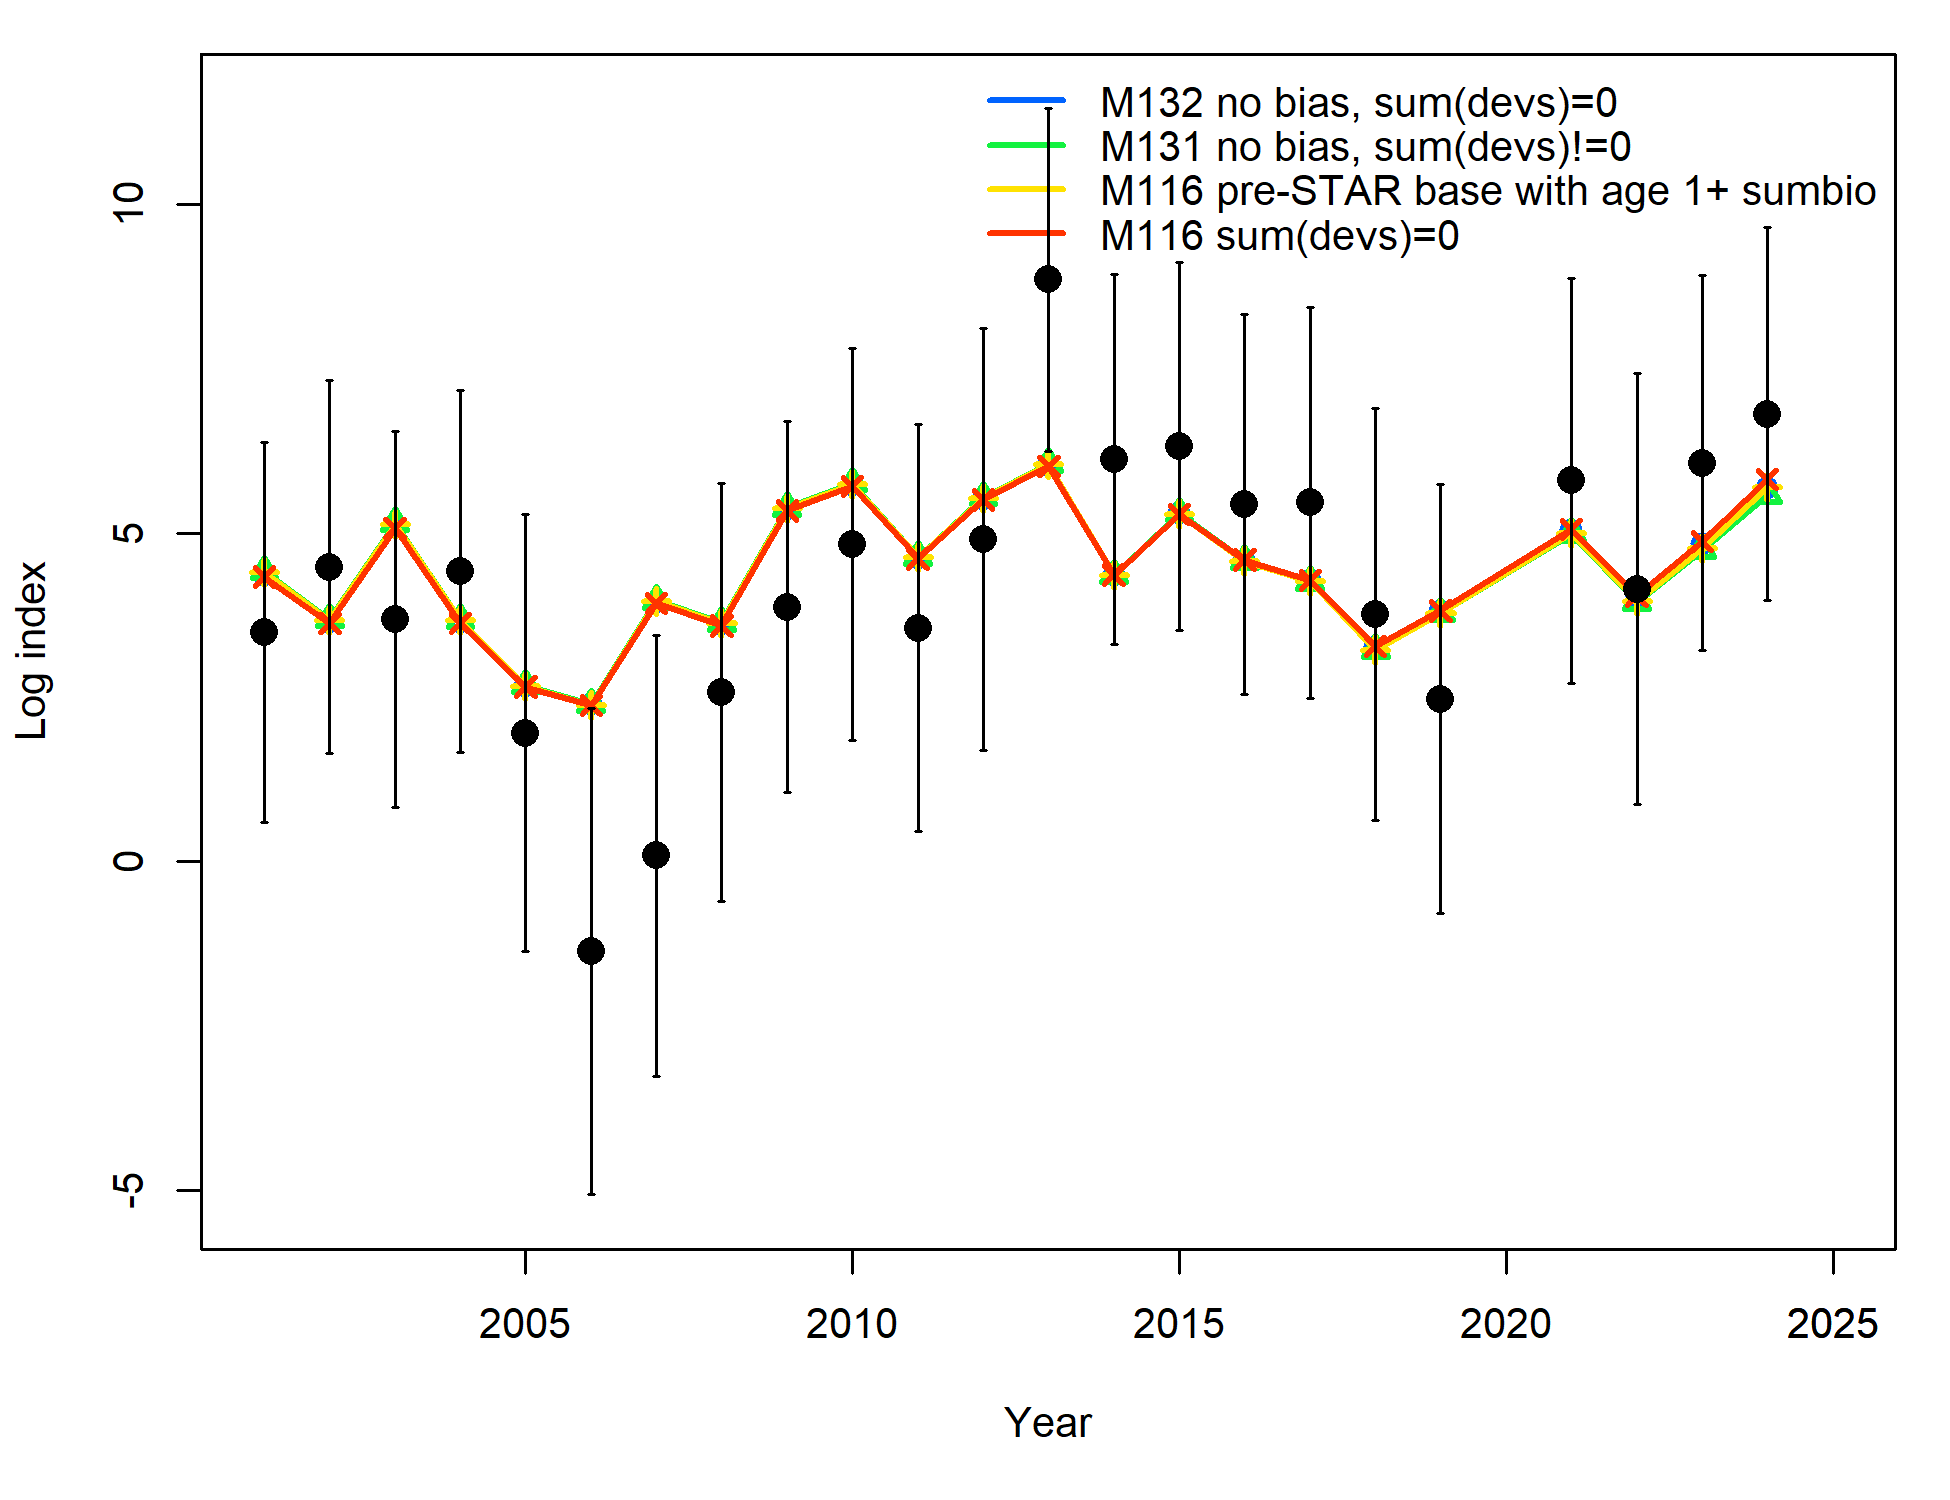 M132 no bias, sum(devs)=0
M131 no bias, sum(devs)!=0
M116 pre-STAR base with age 1+ sumbio
M116 sum(devs)=0
10
5
0
-5
Log index
2005
2010
2015
2020
2025
Year